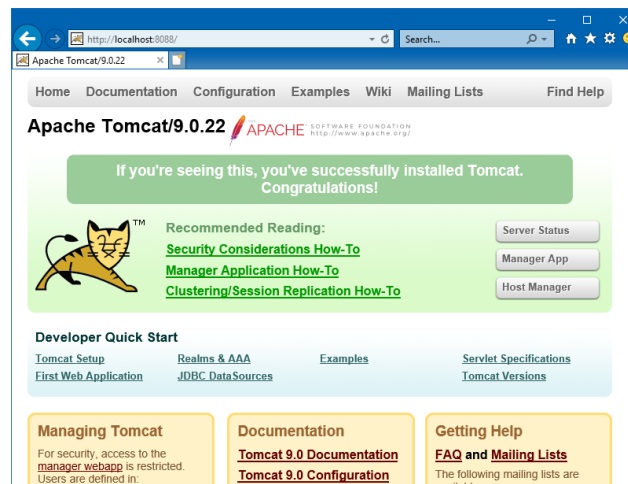 http://localhost:8088/
Search...
Apache Tomcat/9.0.22
Home Documentation Configuration Examples Wiki Mailing Lists Find Help
Apache Tomcat/9.0.22
APACHE
SOFTWARE FOUNDATION
http://www.apache.org/
If you're seeing this, you've successfully installed Tomcat.
Congratulations!
TM
Recommended Reading:
Security Considerations How-To
Manager Application How-To
Clustering/Session Replication How-To
Server Status
Manager App
Host Manager
Developer Quick Start
Tomcat Setup Realms & AAA Examples Servlet Specifications
First Web Application JDBC DataSources Tomcat Versions
Managing Tomcat
For security, access to the
manager webapp is restricted.
Users are defined in:
Documentation
Tomcat 9.0 Documentation
Tomcat 9.0 Configuration
Getting Help
FAQ and Mailing Lists
The following mailing lists are